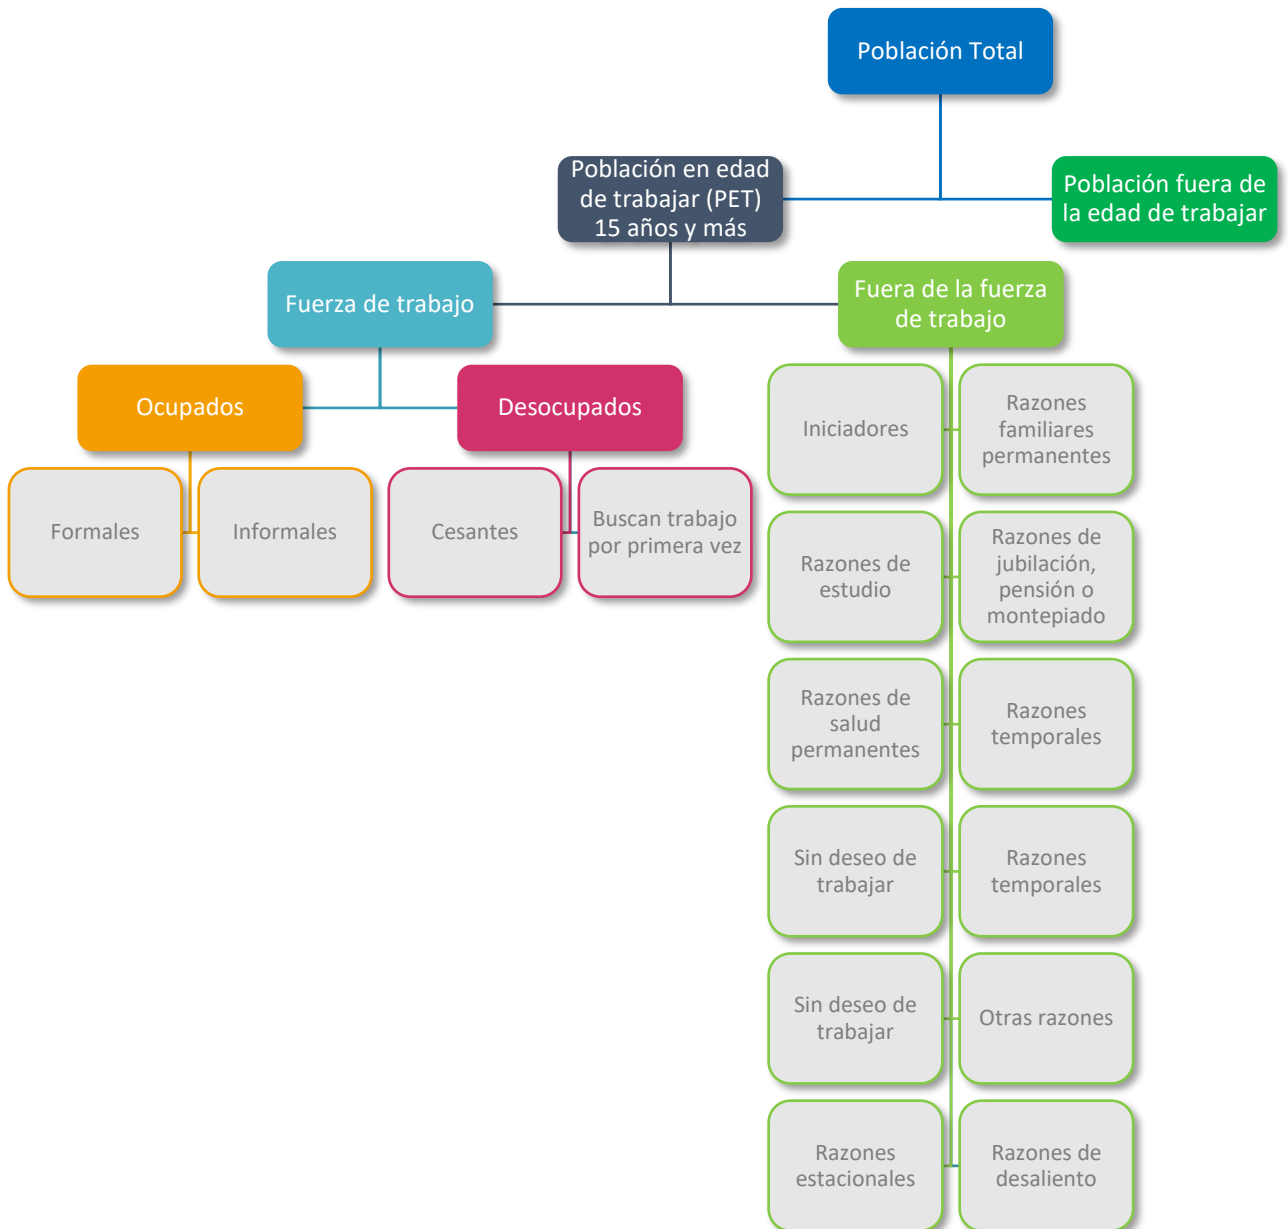 Población Total
Población en edad
de trabajar (PET)
15 años y más
Población fuera de
la edad de trabajar
Fuerza de trabajo
Fuera de la fuerza
de trabajo
Ocupados
Desocupados
Formales
Informales
Cesantes
Buscan trabajo
por primera vez
Iniciadores
Razones
familiares
permanentes
Razones de
estudio
Razones de
jubilación,
pensión o
montepiado
Razones de
salud
permanentes
Razones
temporales
Sin deseo de
trabajar
Razones
temporales
Sin deseo de
trabajar
Otras razones
Razones
estacionales
Razones de
desaliento